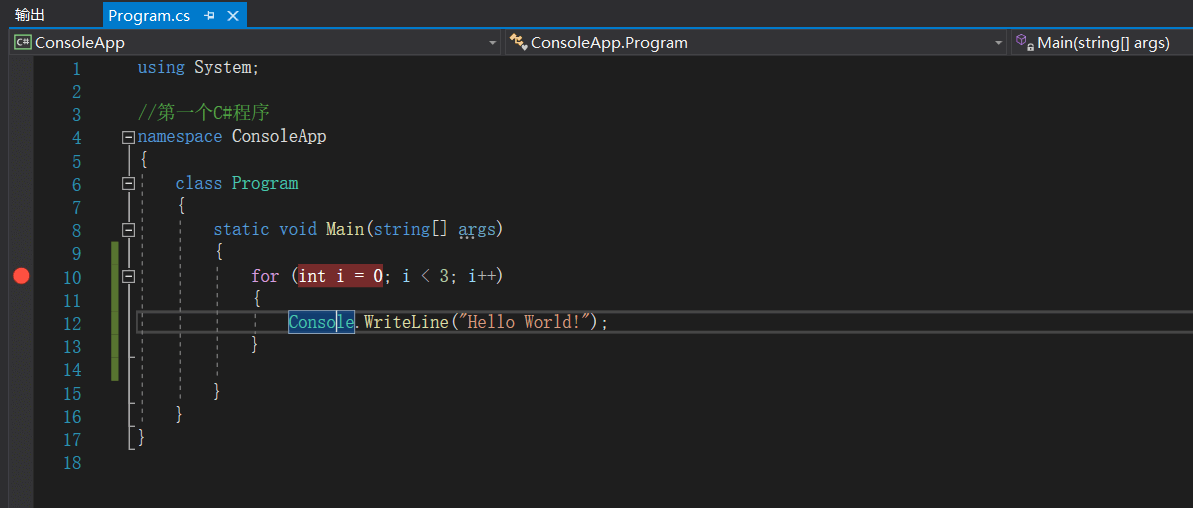 输出 Program.cs
C# ConsoleApp ConsoleApp.Program Main(string[] args)
1 using System;
2
3 //第一个C#程序
4 namespace ConsoleApp
5 {
6 class Program
7 {
8 static void Main(string[] args)
9 {
10 for (int i = 0; i < 3; i++)
11 {
12 Console.WriteLine("Hello World!");
13 }
14
15 }
16 }
17 }
18